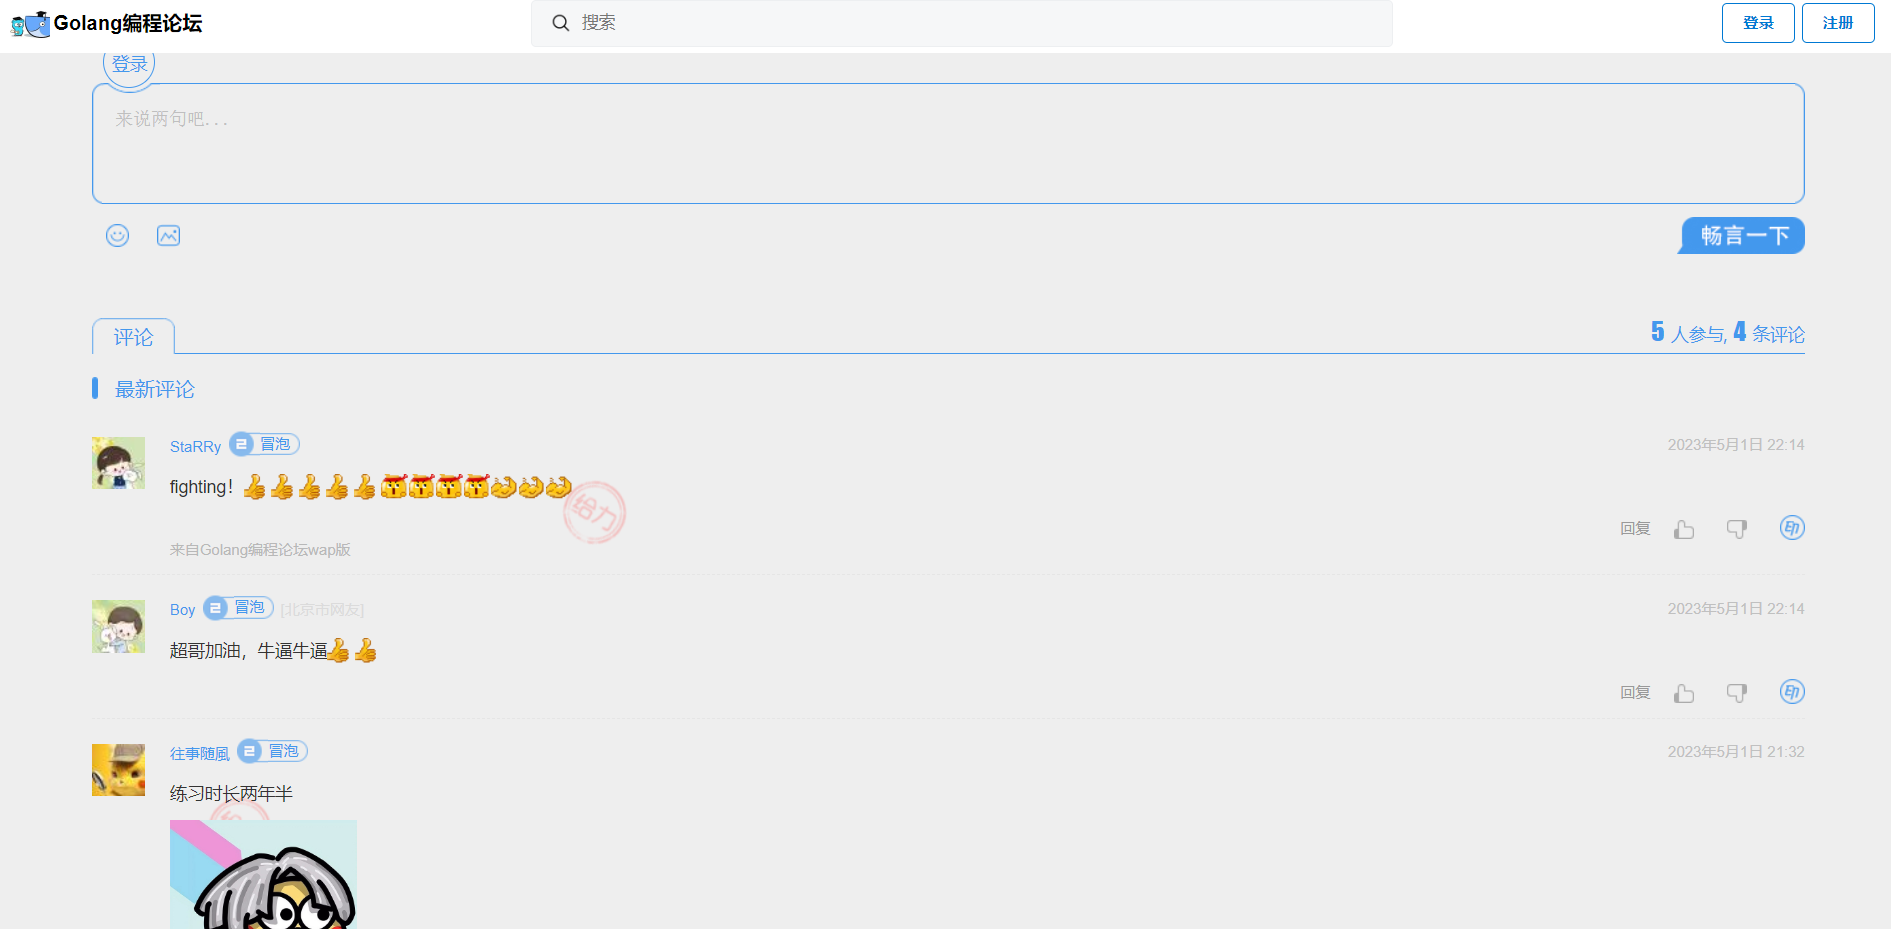 Golang编程论坛
搜索
登录
注册
登录
来说两句吧...
畅言一下
评论
5 人参与, 4 条评论
最新评论
StaRRy 2 冒泡
2023年5月1日 22:14
fighting！
给力
回复
印
来自Golang编程论坛wap版
Boy 2 冒泡 [北京市网友]
2023年5月1日 22:14
超哥加油，牛逼牛逼
回复
印
往事随風 2 冒泡
2023年5月1日 21:32
练习时长两年半